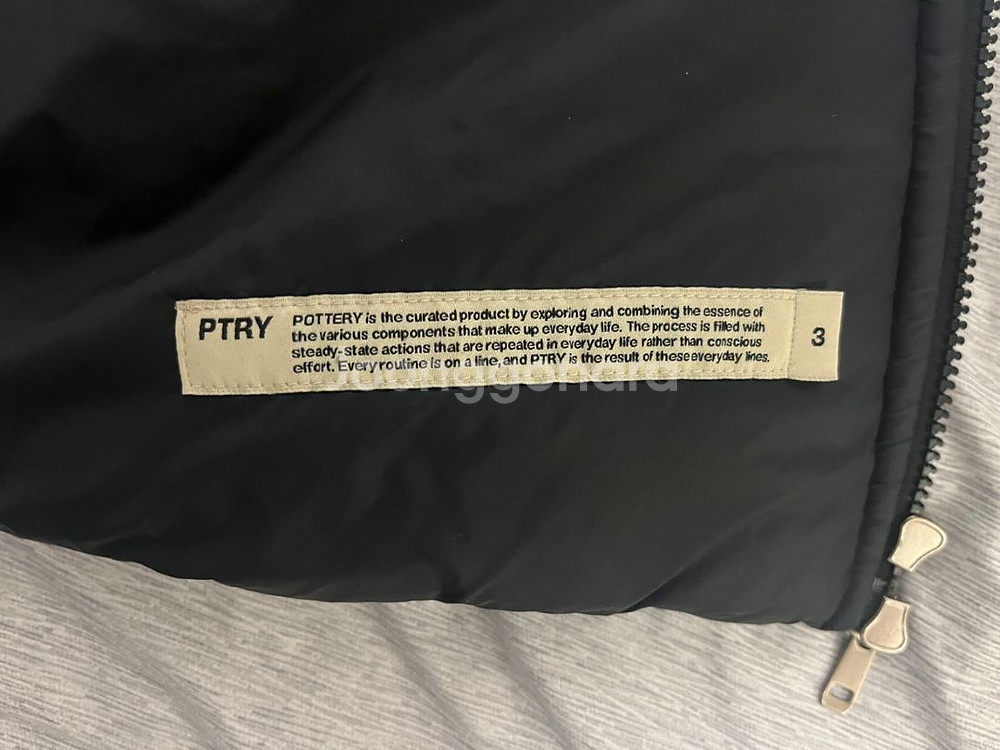 PTRY
POTTERY is the curated product by exploring and combining the essence of
the various components that make up everyday life. The process is filled with
steady-state actions that are repeated in everyday life rather than conscious
effort. Every routine is on a line, and PTRY is the result of these everyday lines.
3
Joonggonara